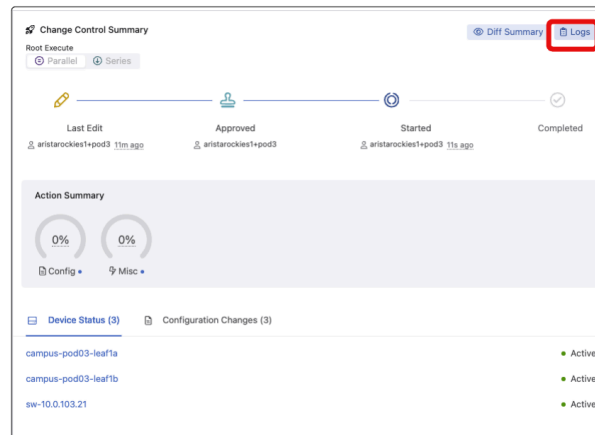 Change Control Summary
Diff Summary
Logs
Root Execute
Parallel
Series
Last Edit
Approved
Started
Completed
aristarockies1+pod3 11m ago
aristarockies1+pod3
aristarockies1+pod3 11s ago
Action Summary
0%
0%
Config
Misc
Device Status (3)
Configuration Changes (3)
campus-pod03-leaf1a
Active
campus-pod03-leaf1b
Active
sw-10.0.103.21
Active